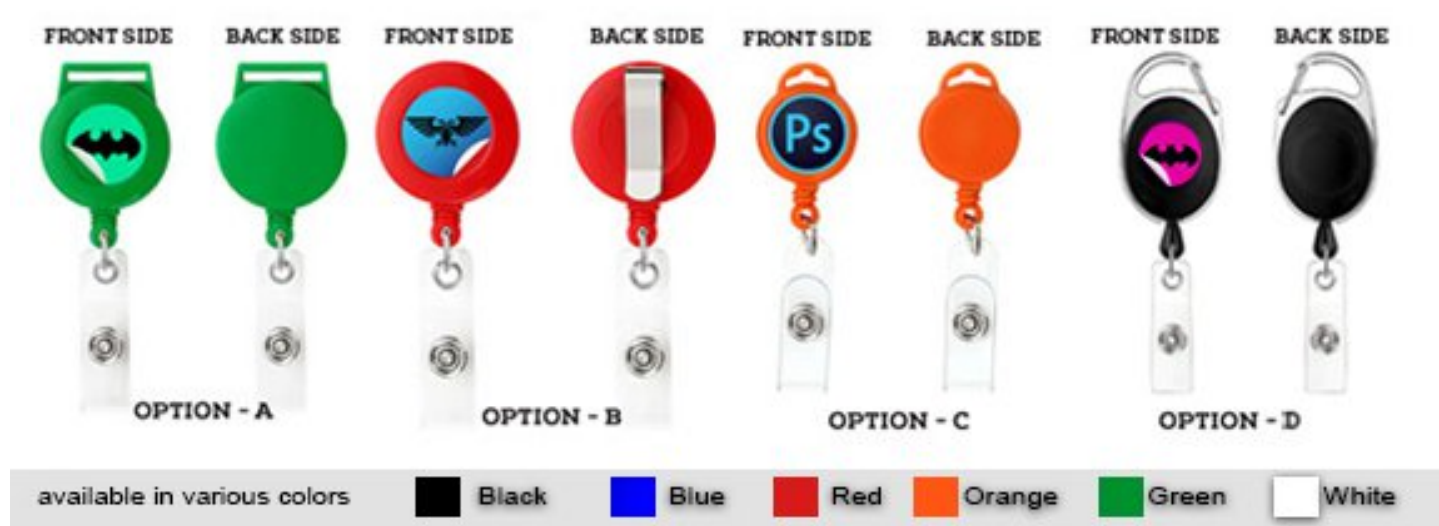 FRONT SIDE BACK SIDE FRONT SIDE BACK SIDE FRONT SIDE BACK SIDE FRONT SIDE BACK SIDE
Ps
OPTION - A OPTION - B OPTION - C OPTION - D
available in various colors Black Blue Red Orange Green White